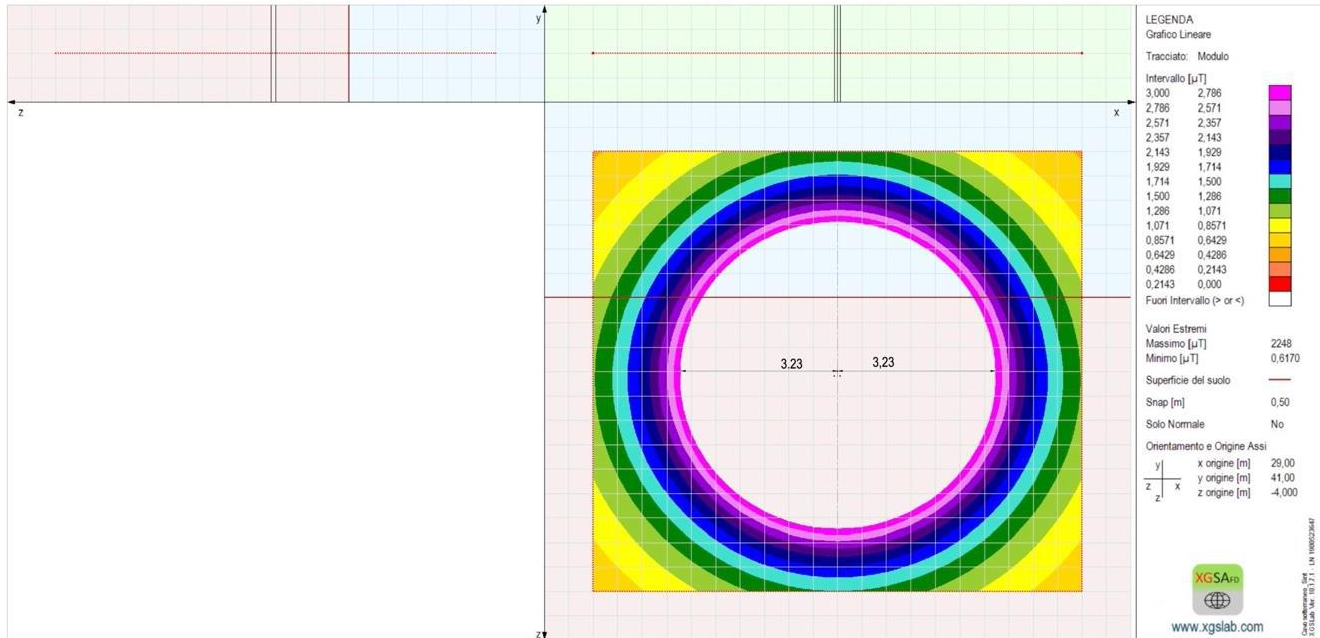 y
z
x
z
3.23
3,23
LEGENDA
Grafico Lineare
Tracciato: Modulo
Intervallo [µT]
3,000 2,786
2,786 2,571
2,571 2,357
2,357 2,143
2,143 1,929
1,929 1,714
1,714 1,500
1,500 1,286
1,286 1,071
1,071 0,8571
0,8571 0,6429
0,6429 0,4286
0,4286 0,2143
0,2143 0,000
Fuori Intervallo (> or <)
Valori Estremi
Massimo [µT] 2248
Minimo [µT] 0,6170
Superficie del suolo
Snap [m] 0,50
Solo Normale No
Orientamento e Origine Assi
y
z x
z
x origine [m] 29,00
y origine [m] 41,00
z origine [m] -4,000
XGSAFD
www.xgslab.com